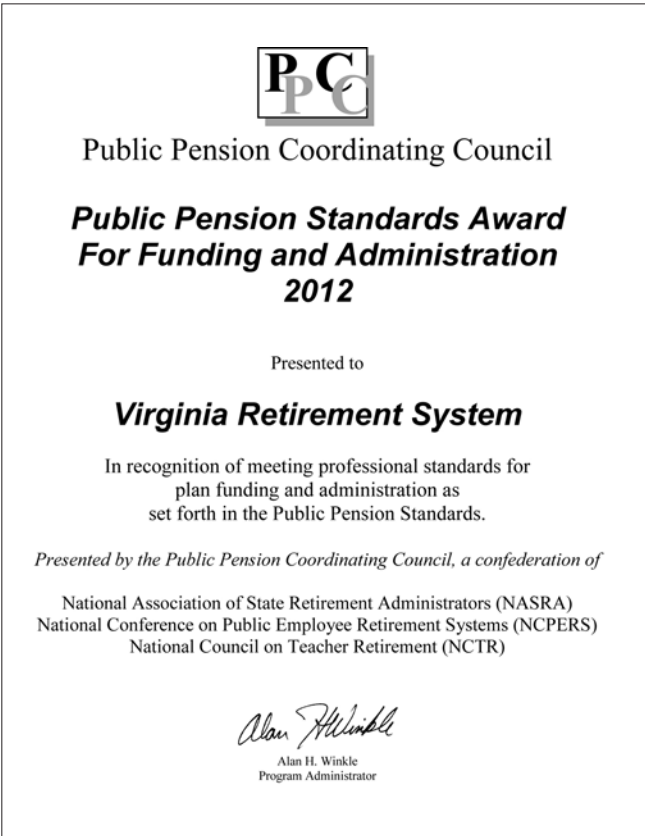 PPCC
Public Pension Coordinating Council
Public Pension Standards Award
For Funding and Administration
2012
Presented to
Virginia Retirement System
In recognition of meeting professional standards for
plan funding and administration as
set forth in the Public Pension Standards.
Presented by the Public Pension Coordinating Council, a confederation of
National Association of State Retirement Administrators (NASRA)
National Conference on Public Employee Retirement Systems (NCPERS)
National Council on Teacher Retirement (NCTR)
Alan H Winkle
Alan H. Winkle
Program Administrator